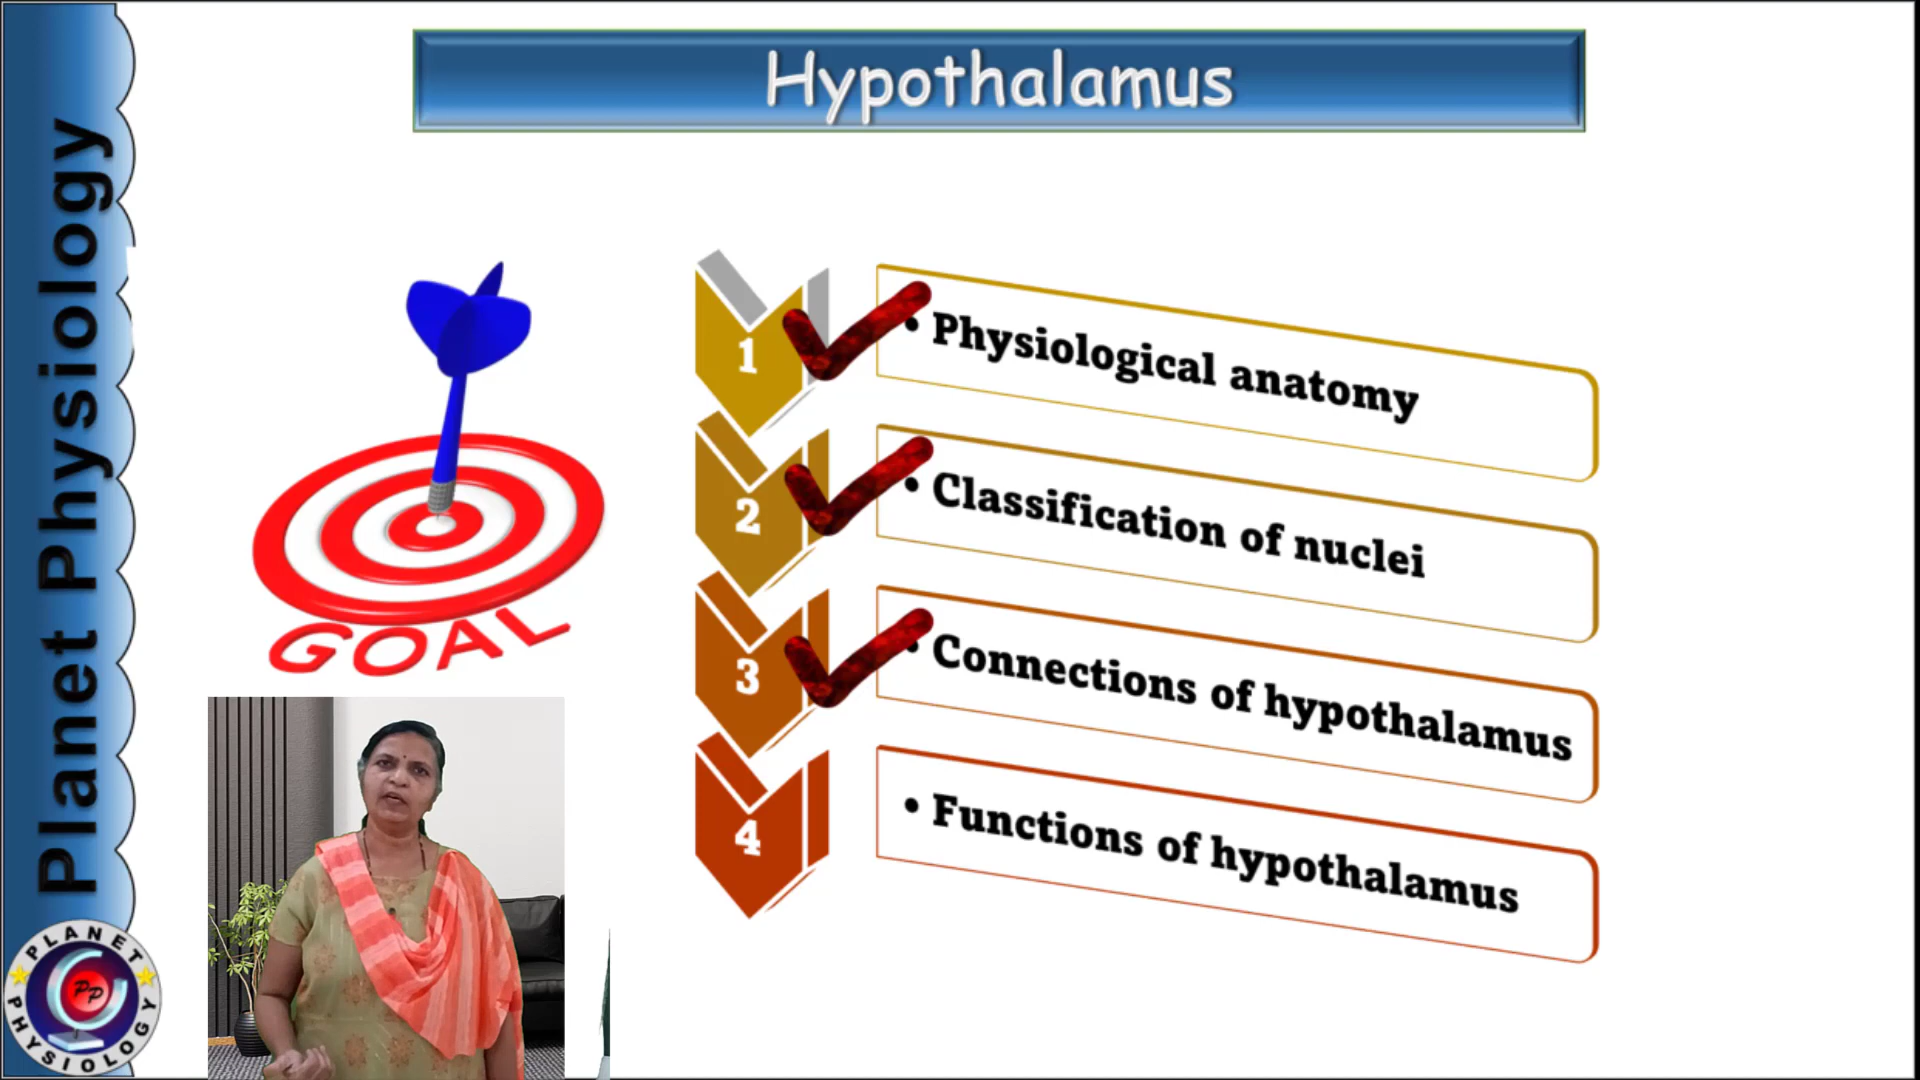 Hypothalamus
Planet Physiology
1
• Physiological anatomy
2
• Classification of nuclei
3
• Connections of hypothalamus
4
• Functions of hypothalamus
GOAL
PLANET
PP
PHYSIOLOGY